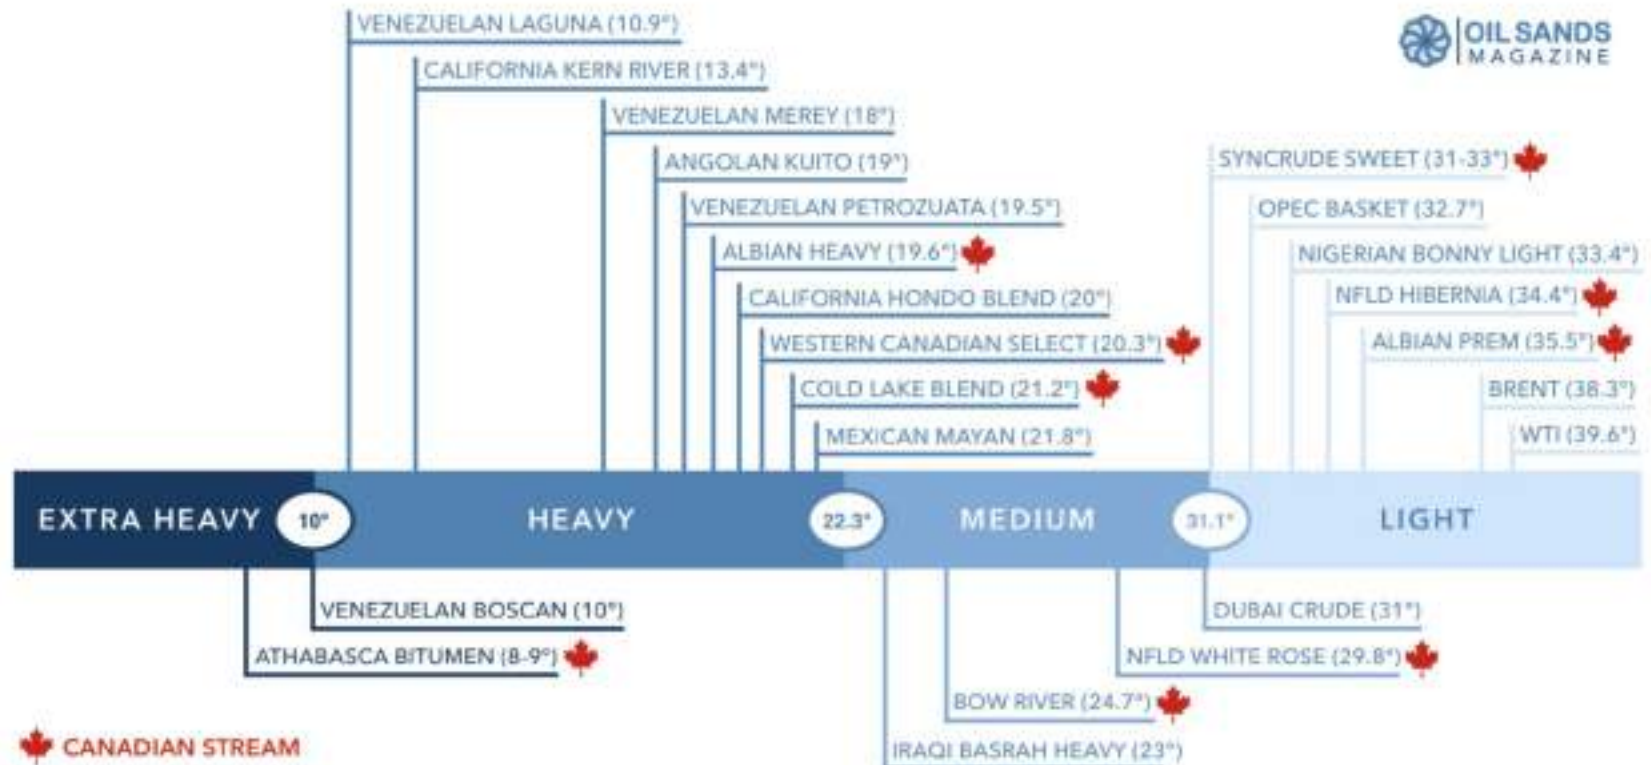 VENEZUELAN LAGUNA (10.9°)
OIL SANDS
MAGAZINE
CALIFORNIA KERN RIVER (13.4°)
VENEZUELAN MEREY (18°)
ANGOLAN KUITO (19°)
SYNCRUDE SWEET (31-33°)
VENEZUELAN PETROZUATA (19.5°)
OPEC BASKET (32.7°)
ALBIAN HEAVY (19.6°)
NIGERIAN BONNY LIGHT (33.4°)
CALIFORNIA HONDO BLEND (20°)
NFLD HIBERNIA (34.4°)
WESTERN CANADIAN SELECT (20.3°)
ALBIAN PREM (35.5°)
COLD LAKE BLEND (21.2°)
BRENT (38.3°)
MEXICAN MAYAN (21.8°)
WTI (39.6°)
EXTRA HEAVY 10° HEAVY 22.3° MEDIUM 31.1° LIGHT
VENEZUELAN BOSCAN (10°)
DUBAI CRUDE (31°)
ATHABASCA BITUMEN (8-9°)
NFLD WHITE ROSE (29.8°)
BOW RIVER (24.7°)
CANADIAN STREAM
IRAQI BASRAH HEAVY (23°)